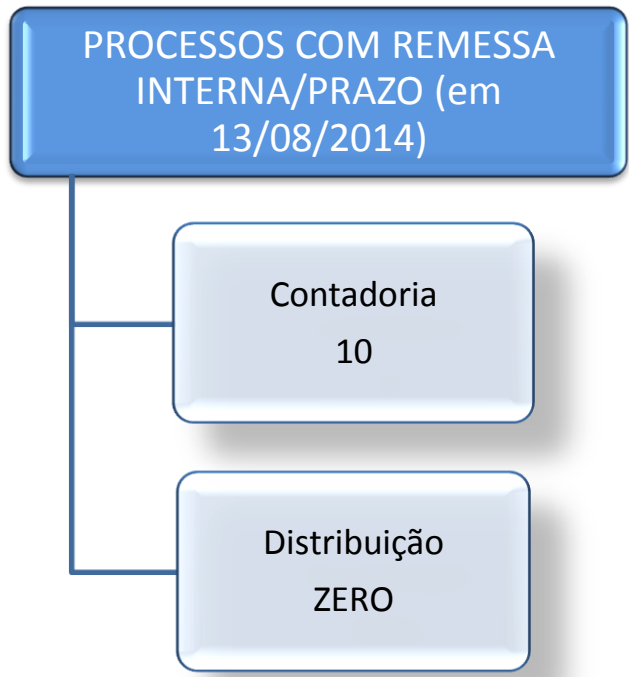 PROCESSOS COM REMESSA
INTERNA/PRAZO (em
13/08/2014)
Contadoria
10
Distribuição
ZERO